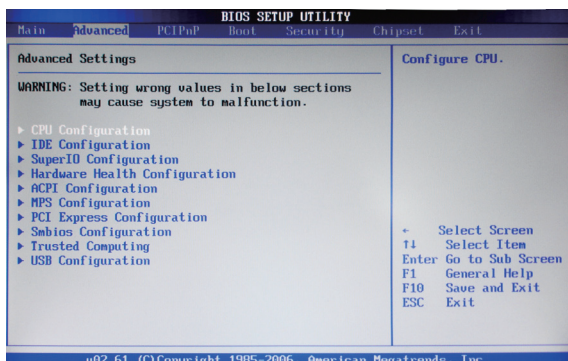 BIOS SETUP UTILITY
Main Advanced PCIPnP Boot Security Chipset Exit
Advanced Settings
WARNING: Setting wrong values in below sections
may cause system to malfunction.
▶ CPU Configuration
▶ IDE Configuration
▶ SuperIO Configuration
▶ Hardware Health Configuration
▶ ACPI Configuration
▶ MPS Configuration
▶ PCI Express Configuration
▶ Smbios Configuration
▶ Trusted Computing
▶ USB Configuration
Configure CPU.
← Select Screen
↑↓ Select Item
Enter Go to Sub Screen
F1 General Help
F10 Save and Exit
ESC Exit
v02.61 (C)Copyright 1985-2006, American Megatrends, Inc.